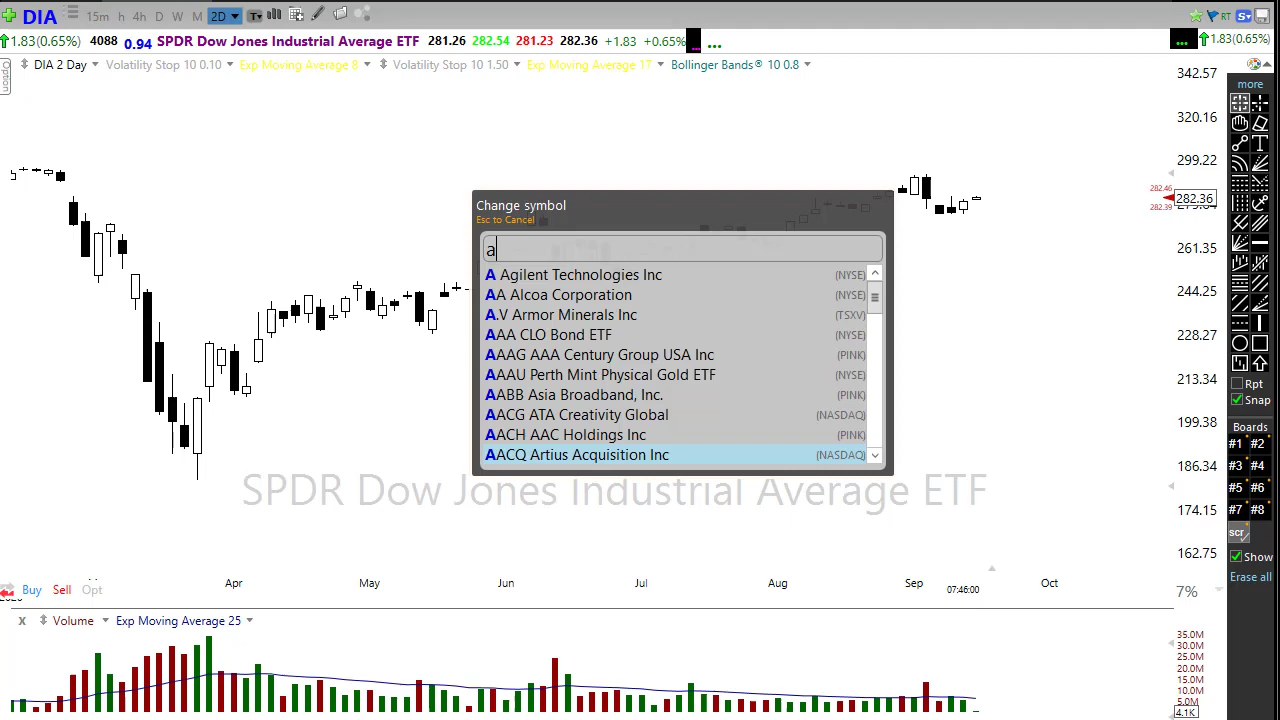 DIA 15m h 4h D W M 2D T RT S
1.83(0.65%) 4088 0.94 SPDR Dow Jones Industrial Average ETF 281.26 282.54 281.23 282.36 +1.83 +0.65% ... ... ... 1.83(0.65%)
DIA 2 Day Volatility Stop 10 0.10 Exp Moving Average 8 Volatility Stop 10 1.50 Exp Moving Average 17 Bollinger Bands® 10 0.8
Option
342.57
320.16
299.22
282.46
282.36
282.39
261.35
244.25
228.27
213.34
199.38
186.34
174.15
162.75
Change symbol
Esc to Cancel
a
A Agilent Technologies Inc (NYSE)
AA Alcoa Corporation (NYSE)
A.V Armor Minerals Inc (TSXV)
AAA CLO Bond ETF (NYSE)
AAAG AAA Century Group USA Inc (PINK)
AAAU Perth Mint Physical Gold ETF (NYSE)
AABB Asia Broadband, Inc. (PINK)
AACG ATA Creativity Global (NASDAQ)
AACH AAC Holdings Inc (PINK)
AACQ Artius Acquisition Inc (NASDAQ)
SPDR Dow Jones Industrial Average ETF
Apr May Jun Jul Aug Sep Oct
Buy Sell Opt 07:46:00 7%
X Volume Exp Moving Average 25
35.0M
30.0M
25.0M
20.0M
15.0M
10.0M
5.0M
4.1K
more
T
Rpt
Snap
Boards
#1 #2
#3 #4
#5 #6
#7 #8
scr
Show
Erase all